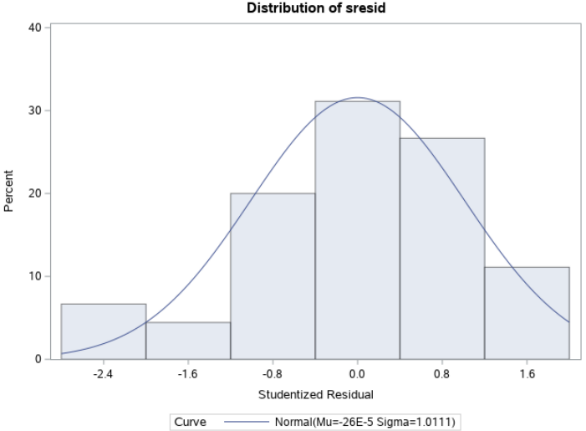 Distribution of sresid
40
30
20
10
0
Percent
-2.4 -1.6 -0.8 0.0 0.8 1.6
Studentized Residual
Curve Normal(Mu=-26E-5 Sigma=1.0111)